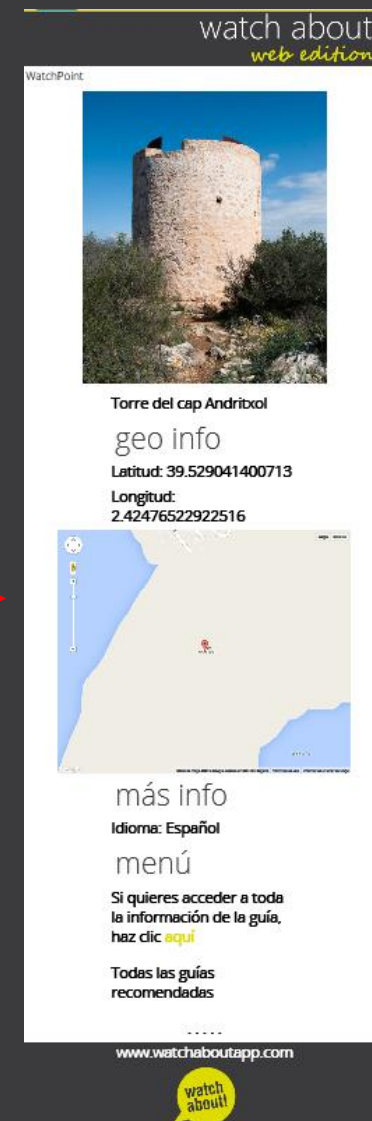 watch about
web edition
WatchPoint
Torre del cap Andritxol
geo info
Latitud: 39.529041400713
Longitud:
2.42476522922516
más info
Idioma: Español
menú
Si quieres acceder a toda
la información de la guía,
haz clic aquí
Todas las guías
recomendadas
.....
www.watchaboutapp.com
watch
about!